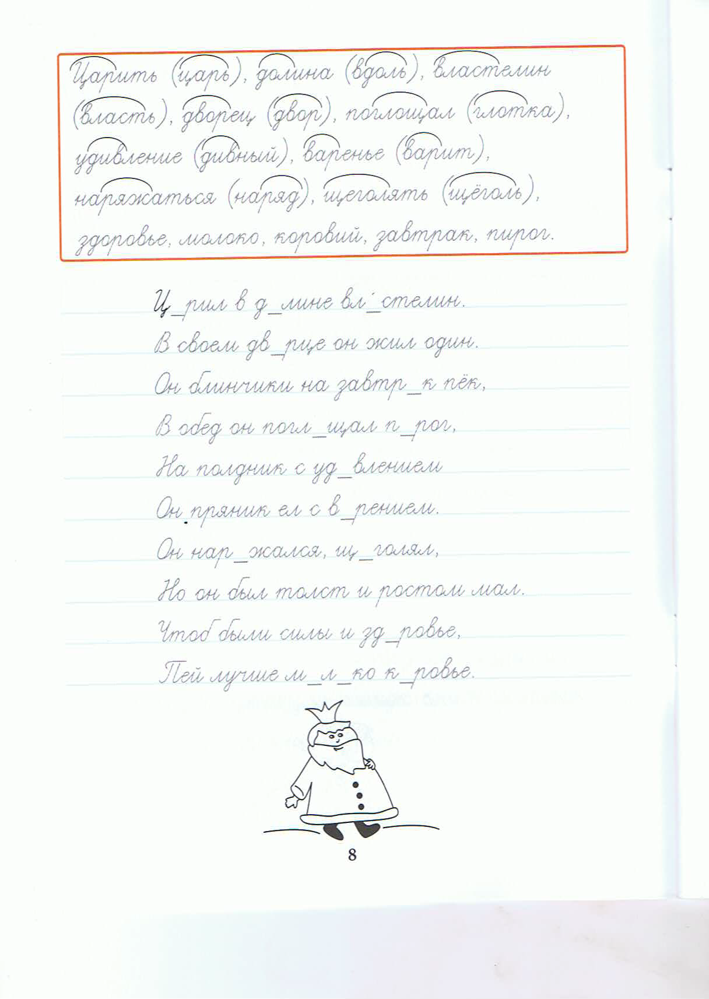 Царить (царь), долина (вдоль), властелин
(власть), дворец (двор), поглощал (глотка),
удивление (дивный), варенье (варит),
наряжаться (наряд), щеголять (щёголь),
здоровье, молоко, коровий, завтрак, пирог.
Ц_рил в д_лине вл_стелин.
В своем дв_рце он жил один.
Он блинчики на завтр_к пёк,
В обед он погл_щал п_рог,
На полдник с уд_влением
Он пряник ел с в_рением.
Он нар_жался, щ_голял,
Но он был толст и ростом мал.
Чтоб были силы и зд_ровье,
Пей лучше м_л_ко к_ровье.
8